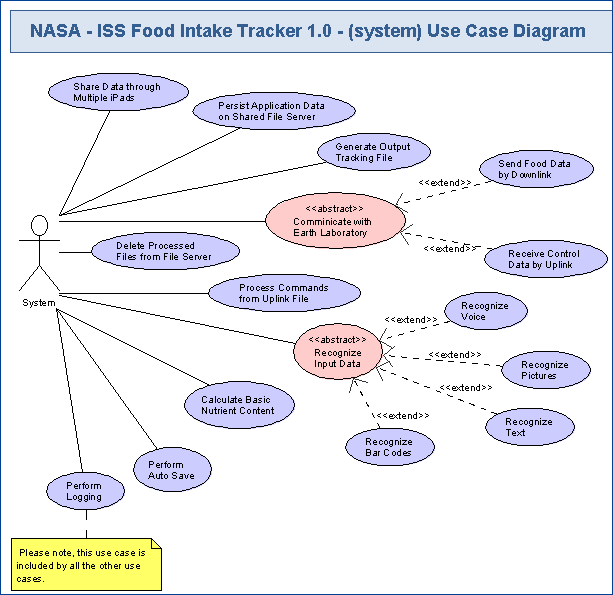 NASA - ISS Food Intake Tracker 1.0 - (system) Use Case Diagram
Share Data through
Multiple iPads
Persist Application Data
on Shared File Server
Generate Output
Tracking File
Send Food Data
by Downlink
<<extend>>
<<abstract>>
Comminicate with
Earth Laboratory
<<extend>>
Receive Control
Data by Uplink
Delete Processed
Files from File Server
System
Process Commands
from Uplink File
Recognize
Voice
<<extend>>
<<abstract>>
Recognize
Input Data
<<extend>>
Recognize
Pictures
<<extend>>
Calculate Basic
Nutrient Content
<<extend>>
Recognize
Text
Recognize
Bar Codes
Perform
Auto Save
Perform
Logging
Please note, this use case is
included by all the other use
cases.